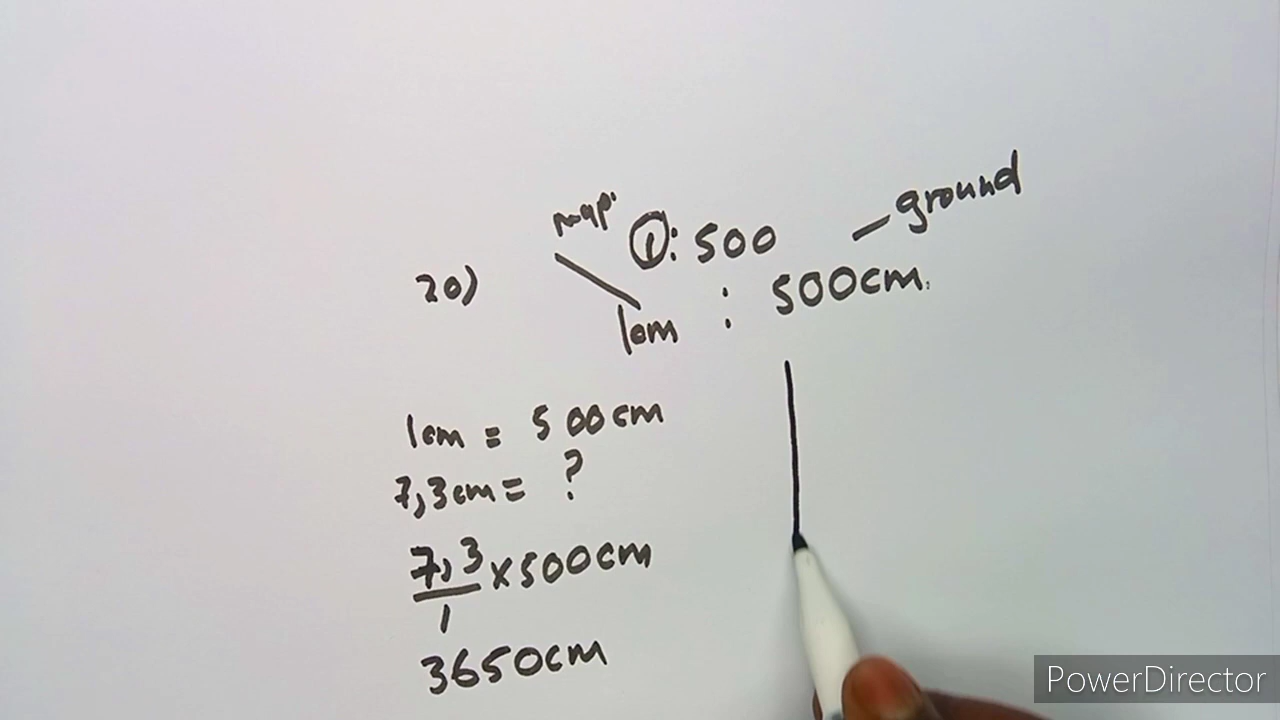 map 1 : 500 ground
20) 1cm : 500cm.
1cm = 500cm
7,3cm = ?
7,3/1 x 500cm
3650cm
PowerDirector